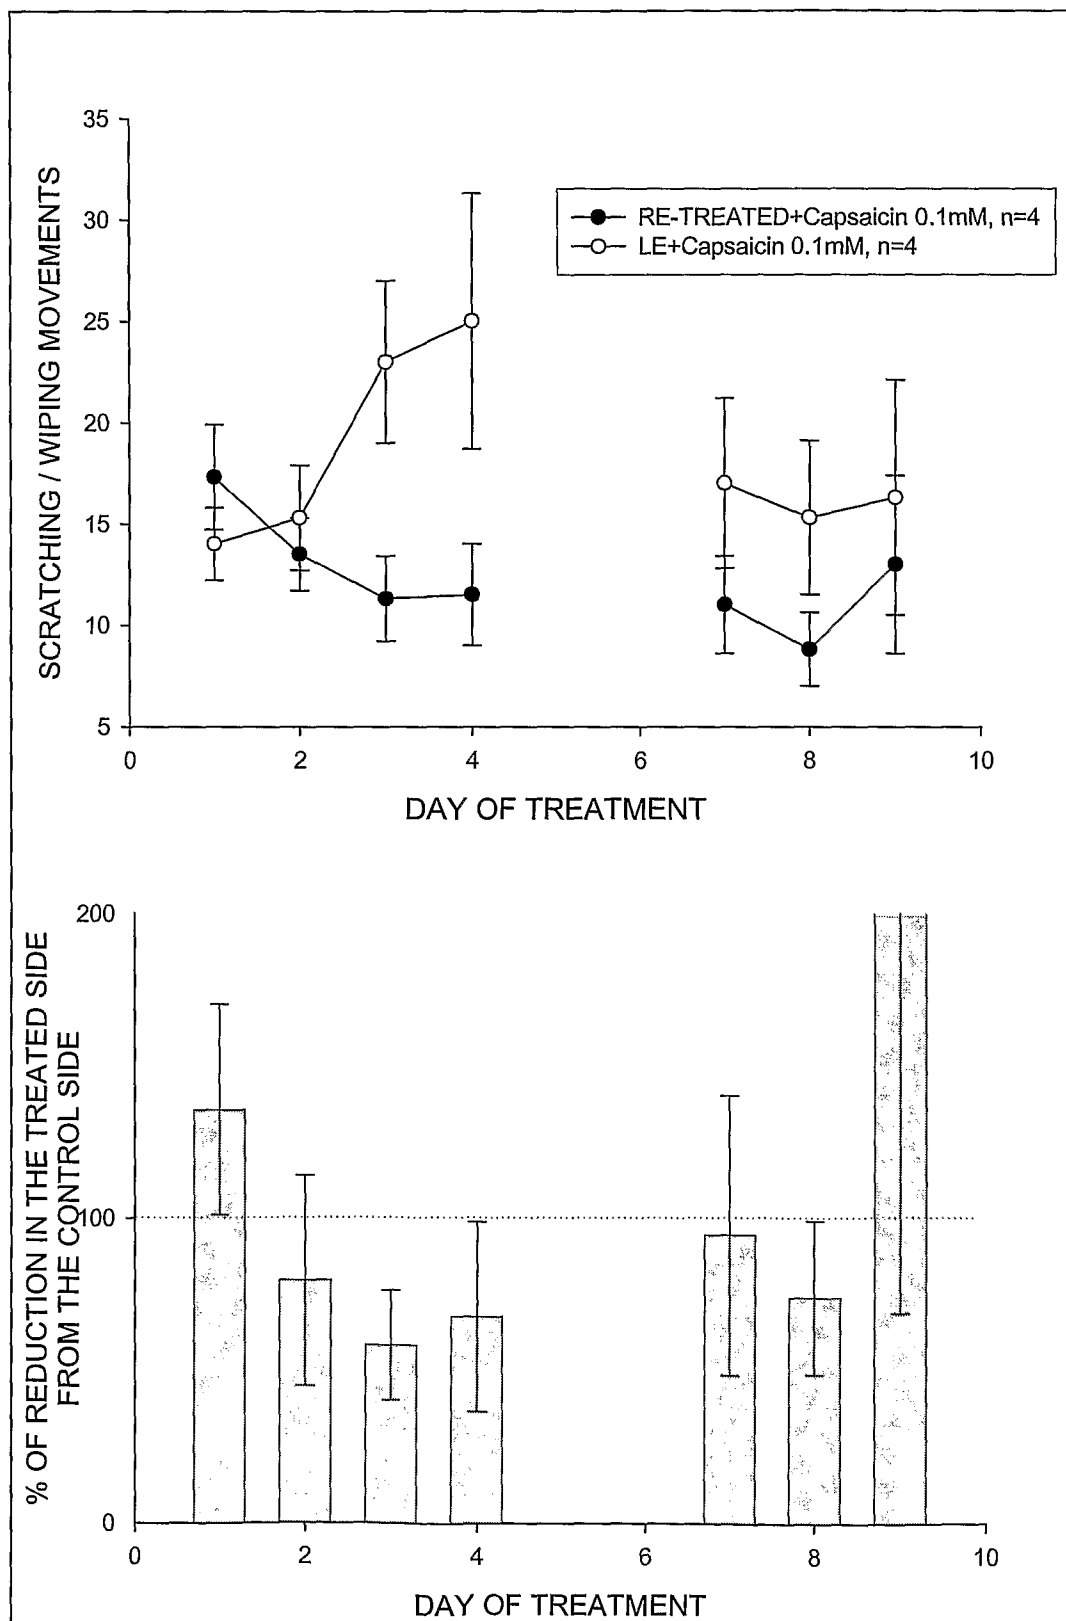 35
30
25
20
15
10
5
SCRATCHING / WIPING MOVEMENTS
RE-TREATED+Capsaicin 0.1mM, n=4
LE+Capsaicin 0.1mM, n=4
0 2 4 6 8 10
DAY OF TREATMENT
200
100
0
% OF REDUCTION IN THE TREATED SIDE
FROM THE CONTROL SIDE
0 2 4 6 8 10
DAY OF TREATMENT